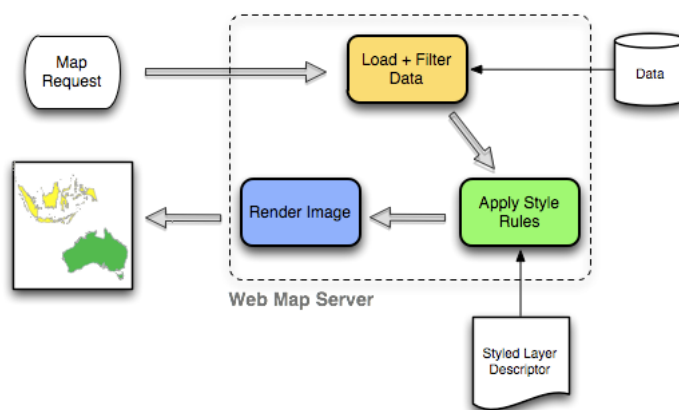 Map
Request
Load + Filter
Data
Data
Render Image
Apply Style
Rules
Web Map Server
Styled Layer
Descriptor